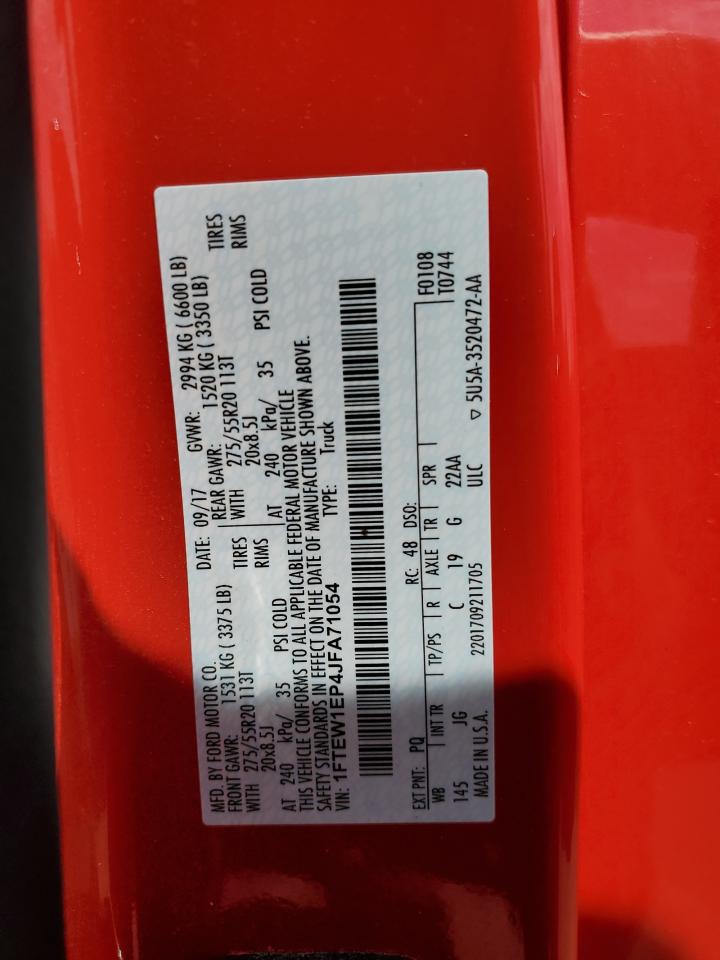 MFD. BY FORD MOTOR CO. DATE: 09/17 GVWR: 2994 KG ( 6600 LB)
FRONT GAWR: 1531 KG ( 3375 LB) REAR GAWR: 1520 KG ( 3350 LB)
WITH 275/55R20 113T TIRES WITH 275/55R20 113T TIRES
20x8.5J RIMS 20x8.5J RIMS
AT 240 kPa/ 35 PSI COLD AT 240 kPa/ 35 PSI COLD
THIS VEHICLE CONFORMS TO ALL APPLICABLE FEDERAL MOTOR VEHICLE
SAFETY STANDARDS IN EFFECT ON THE DATE OF MANUFACTURE SHOWN ABOVE.
VIN: 1FTEW1EP4JFA71054 TYPE: Truck
EXT PNT: PQ RC: 48 DSO: F0108
WB INT TR TP/PS R AXLE TR SPR T0744
145 JG C 19 G 22AA
MADE IN U.S.A. 2201709211705 ULC ▽ 5U5A-3520472-AA